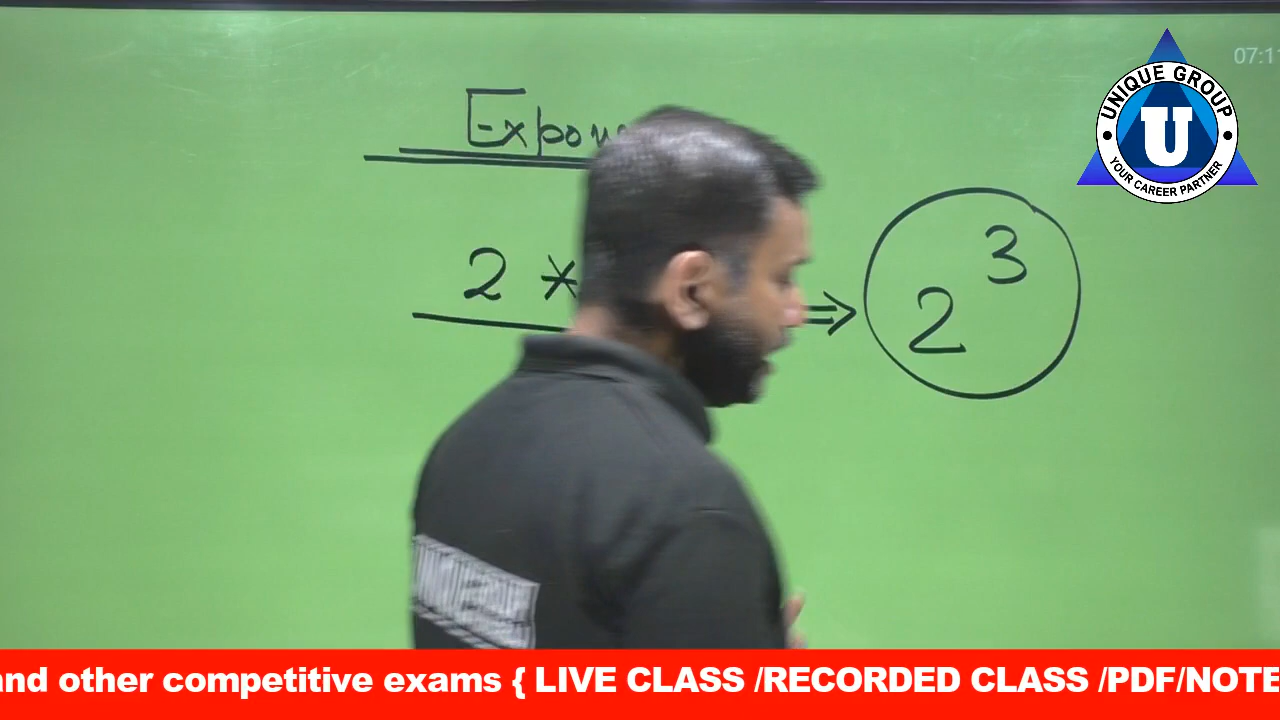 07:1
UNIQUE GROUP
U
YOUR CAREER PARTNER
Expon
2 *
⇒ 2³
and other competitive exams { LIVE CLASS /RECORDED CLASS /PDF/NOTE